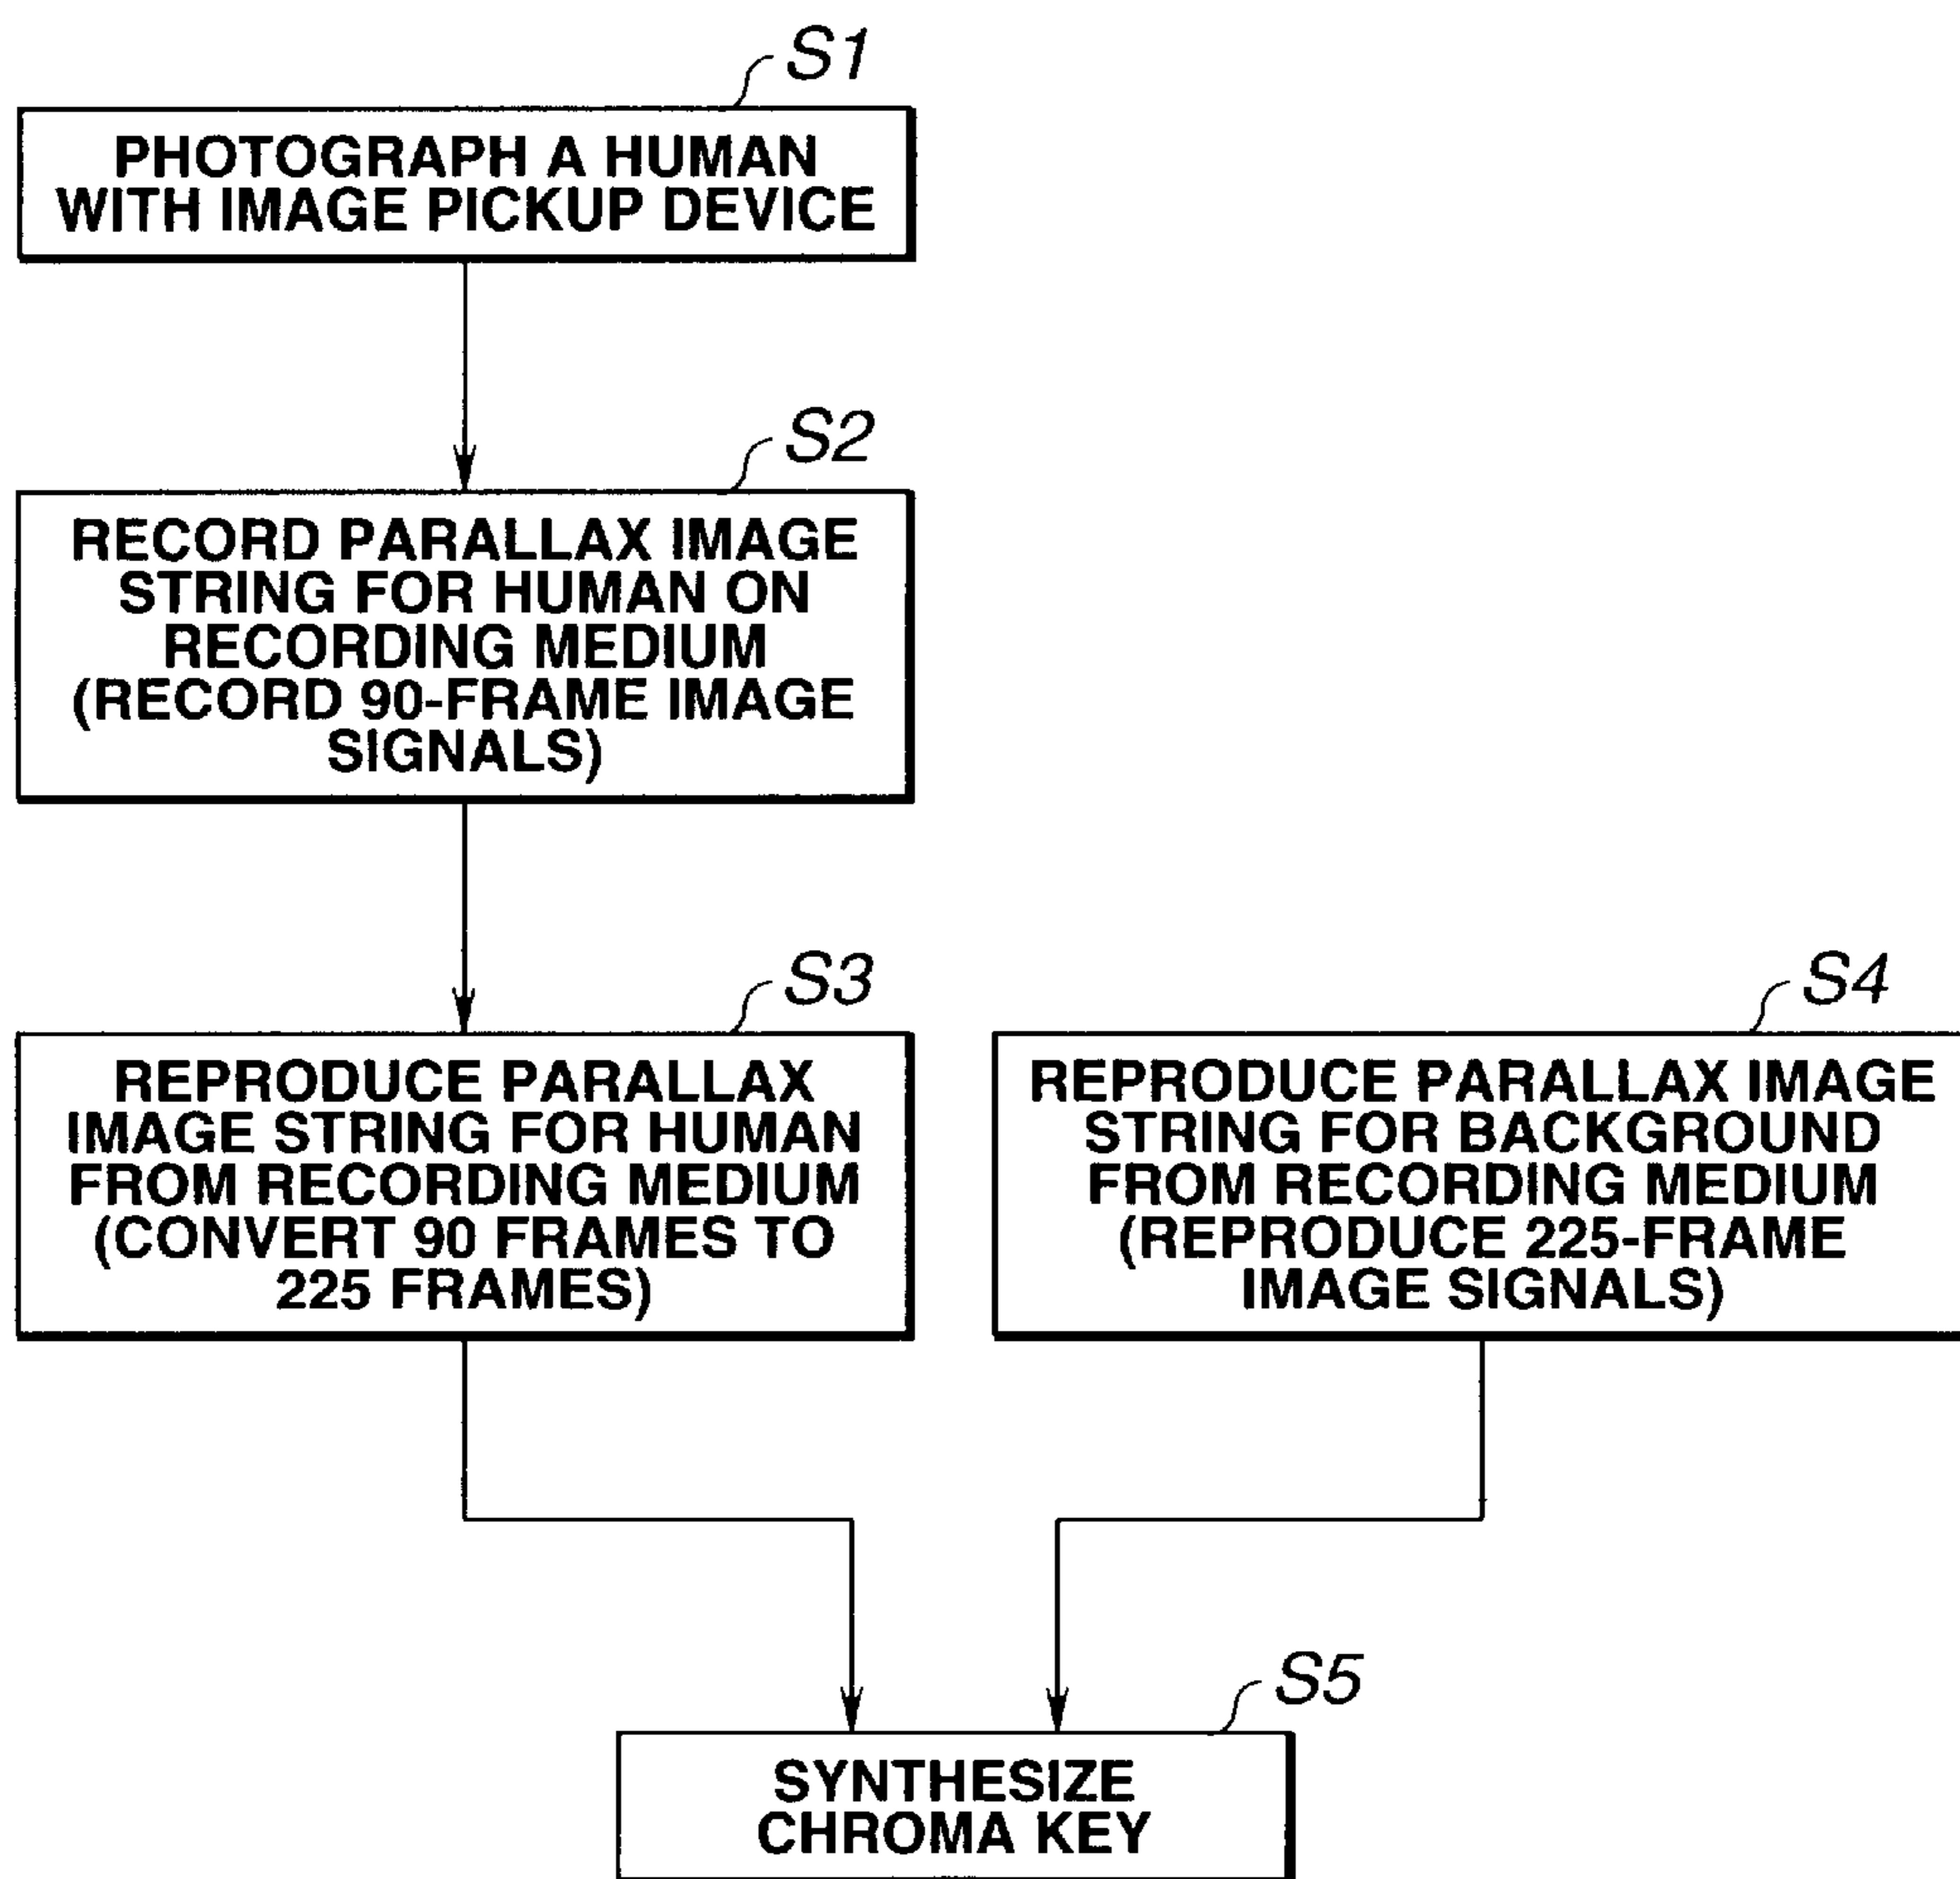 S1
PHOTOGRAPH A HUMAN
WITH IMAGE PICKUP DEVICE
S2
RECORD PARALLAX IMAGE
STRING FOR HUMAN ON
RECORDING MEDIUM
(RECORD 90-FRAME IMAGE
SIGNALS)
S3
REPRODUCE PARALLAX
IMAGE STRING FOR HUMAN
FROM RECORDING MEDIUM
(CONVERT 90 FRAMES TO
225 FRAMES)
S4
REPRODUCE PARALLAX IMAGE
STRING FOR BACKGROUND
FROM RECORDING MEDIUM
(REPRODUCE 225-FRAME
IMAGE SIGNALS)
S5
SYNTHESIZE
CHROMA KEY